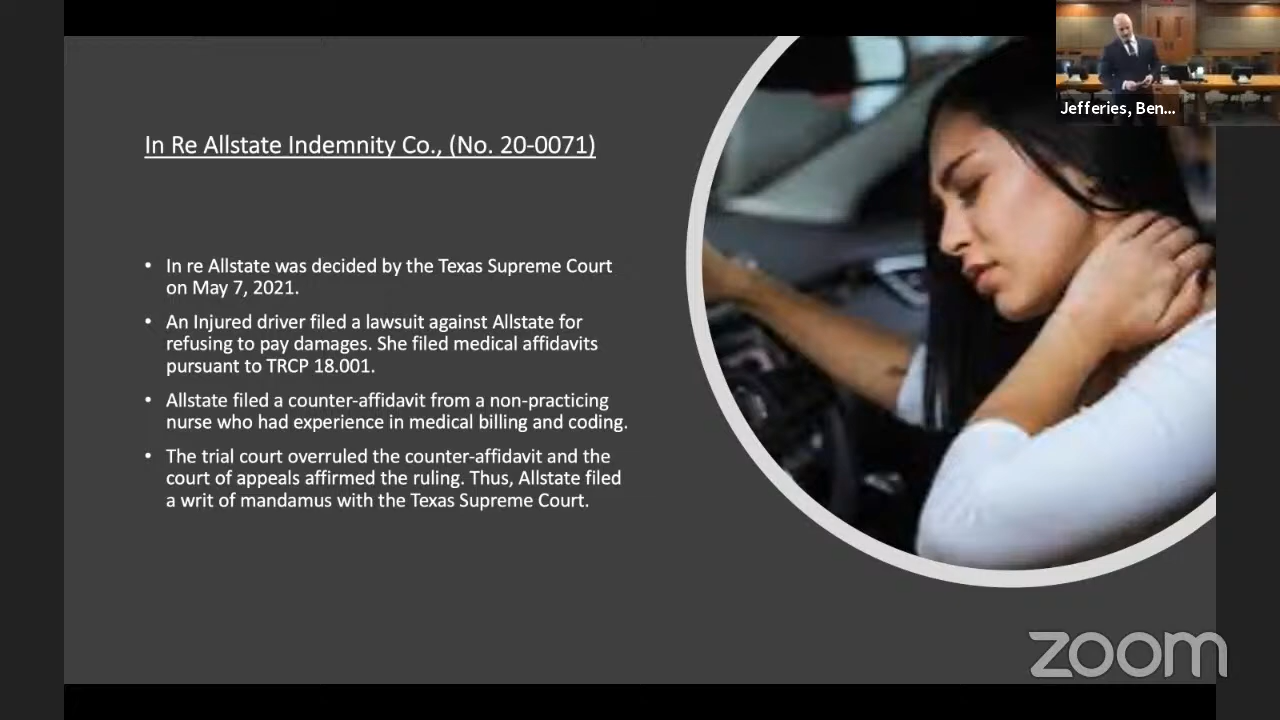 Jefferies, Ben...
In Re Allstate Indemnity Co., (No. 20-0071)
• In re Allstate was decided by the Texas Supreme Court
on May 7, 2021.
• An Injured driver filed a lawsuit against Allstate for
refusing to pay damages. She filed medical affidavits
pursuant to TRCP 18.001.
• Allstate filed a counter-affidavit from a non-practicing
nurse who had experience in medical billing and coding.
• The trial court overruled the counter-affidavit and the
court of appeals affirmed the ruling. Thus, Allstate filed
a writ of mandamus with the Texas Supreme Court.
zoom